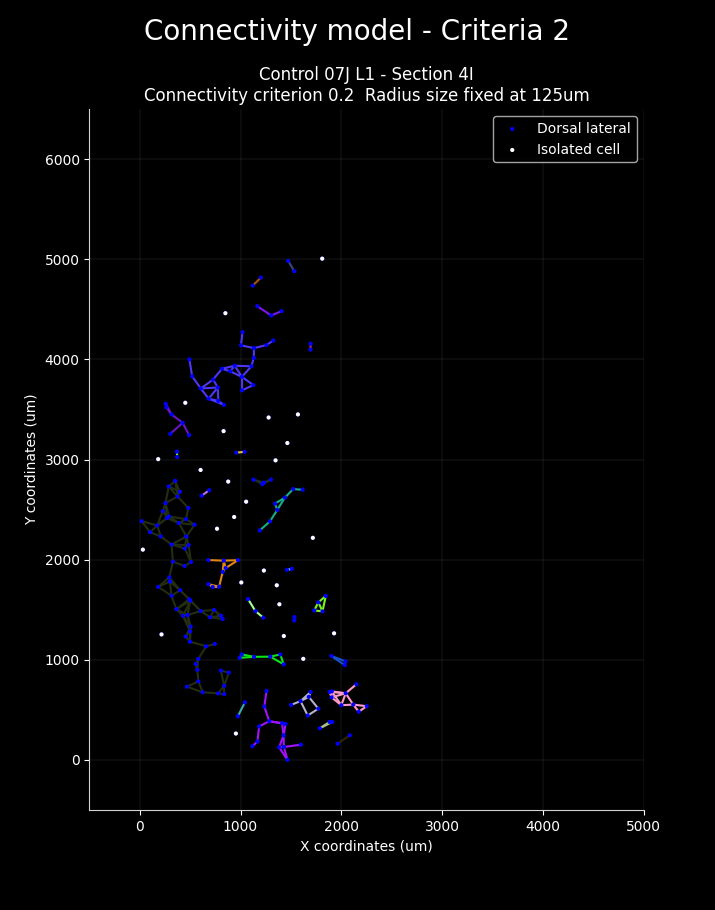 Connectivity model - Criteria 2
Control 07J L1 - Section 4I
Connectivity criterion 0.2  Radius size fixed at 125um
Dorsal lateral
Isolated cell
6000
5000
4000
3000
2000
1000
0
Y coordinates (um)
0 1000 2000 3000 4000 5000
X coordinates (um)